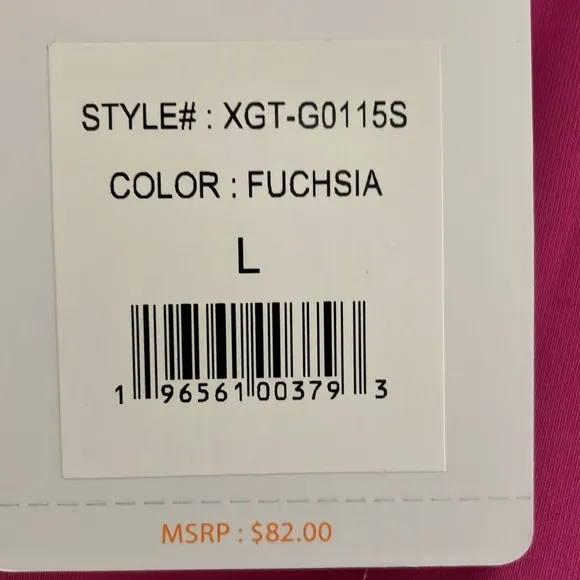 STYLE# : XGT-G0115S
COLOR : FUCHSIA
L
1 96561 00379 3
MSRP : $82.00